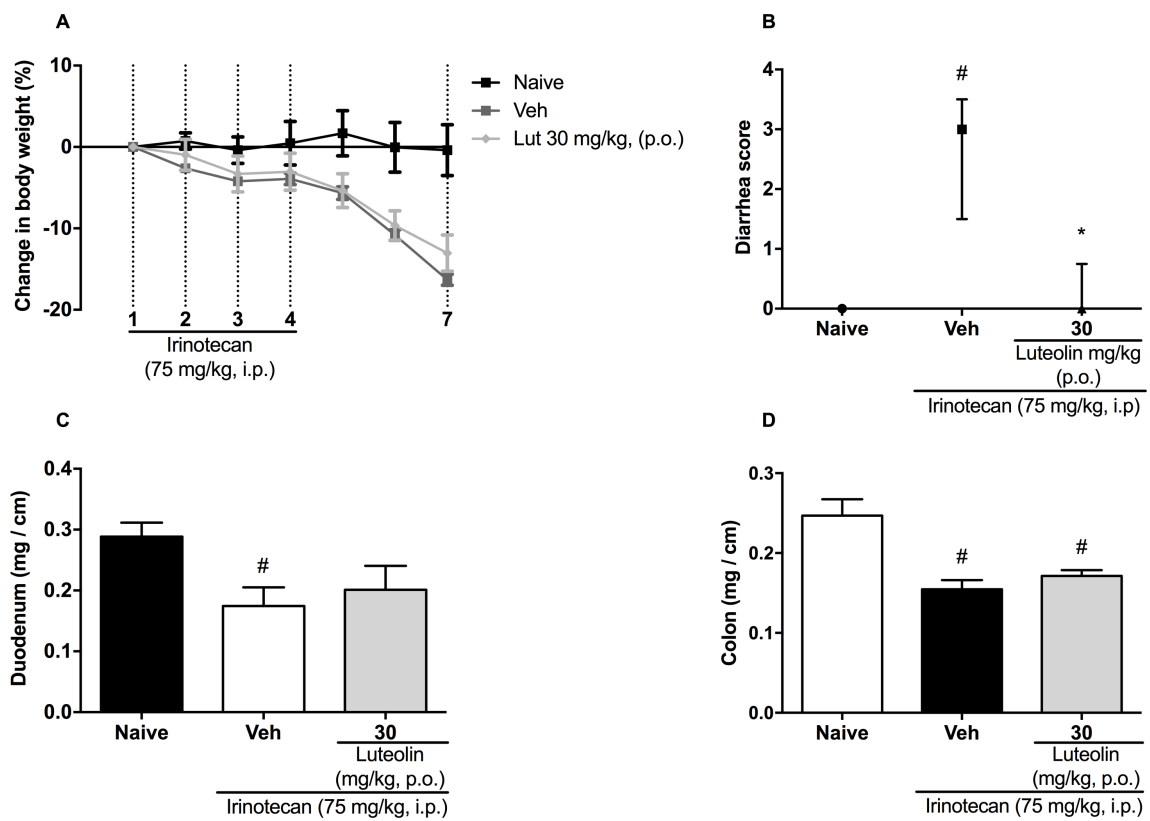 A
Change in body weight (%)
10
0
-10
-20
1 2 3 4 7
Irinotecan
(75 mg/kg, i.p.)
Naive
Veh
Lut 30 mg/kg, (p.o.)
B
Diarrhea score
4
3
2
1
0
#
*
Naive Veh 30
Luteolin mg/kg
(p.o.)
Irinotecan (75 mg/kg, i.p)
C
Duodenum (mg / cm)
0.4
0.3
0.2
0.1
0.0
#
Naive Veh 30
Luteolin
(mg/kg, p.o.)
Irinotecan (75 mg/kg, i.p.)
D
Colon (mg / cm)
0.3
0.2
0.1
0.0
# #
Naive Veh 30
Luteolin
(mg/kg, p.o.)
Irinotecan (75 mg/kg, i.p.)